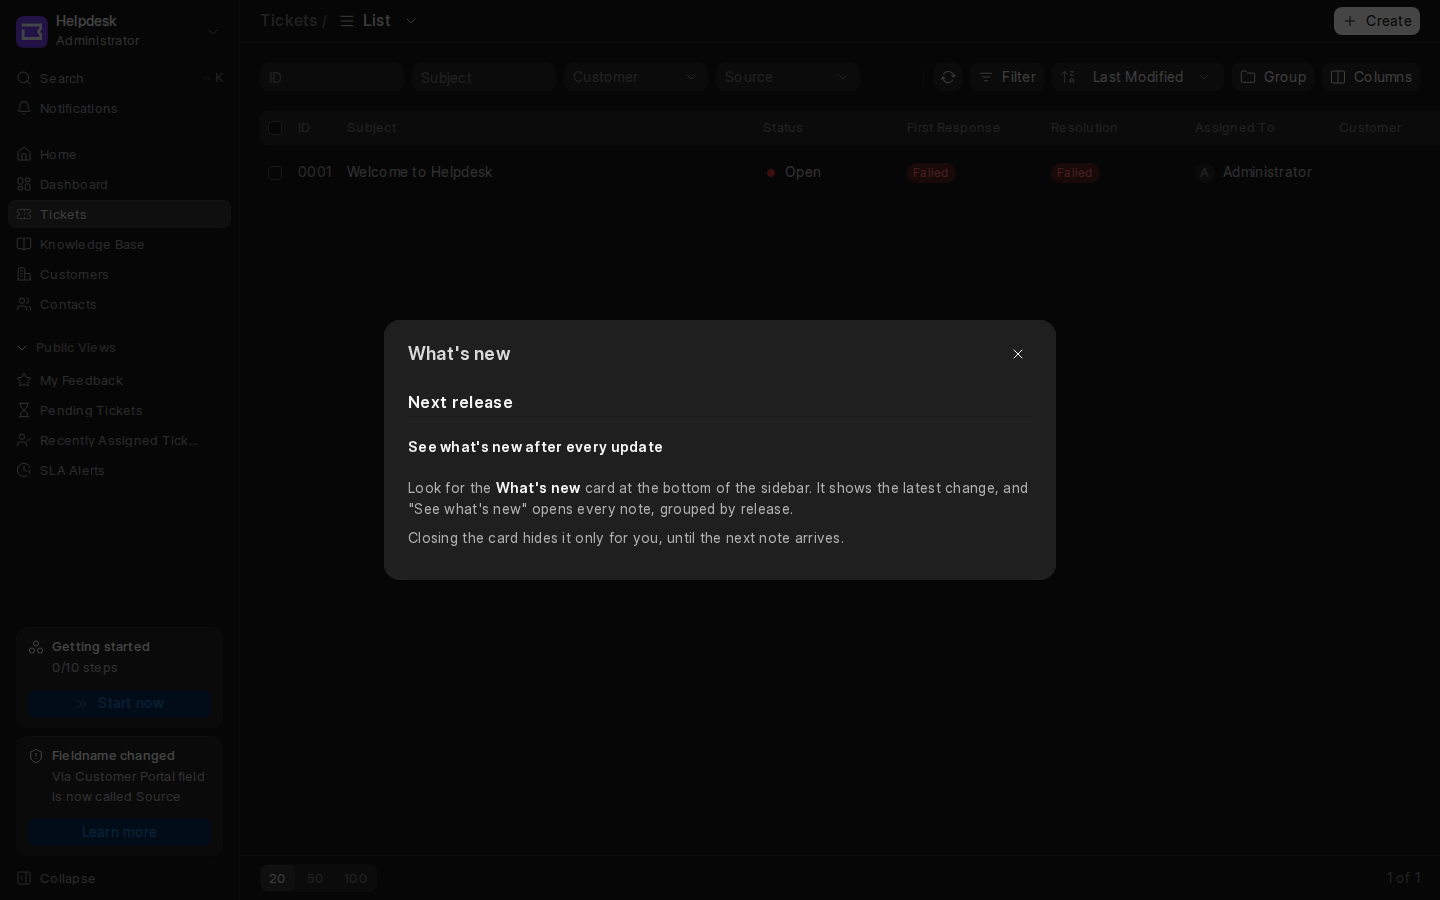 Helpdesk
Administrator
Search
K
Notifications
Home
Dashboard
Tickets
Knowledge Base
Customers
Contacts
Public Views
My Feedback
Pending Tickets
Recently Assigned Tick...
SLA Alerts
Getting started
0/10 steps
Start now
Fieldname changed
Via Customer Portal field
is now called Source
Learn more
Collapse
Tickets / List
Create
ID Subject Customer Source Filter Last Modified Group Columns
ID Subject Status First Response Resolution Assigned To Customer
0001 Welcome to Helpdesk Open Failed Failed A Administrator
What's new
Next release
See what's new after every update
Look for the What's new card at the bottom of the sidebar. It shows the latest change, and
"See what's new" opens every note, grouped by release.
Closing the card hides it only for you, until the next note arrives.
20 50 100
1 of 1